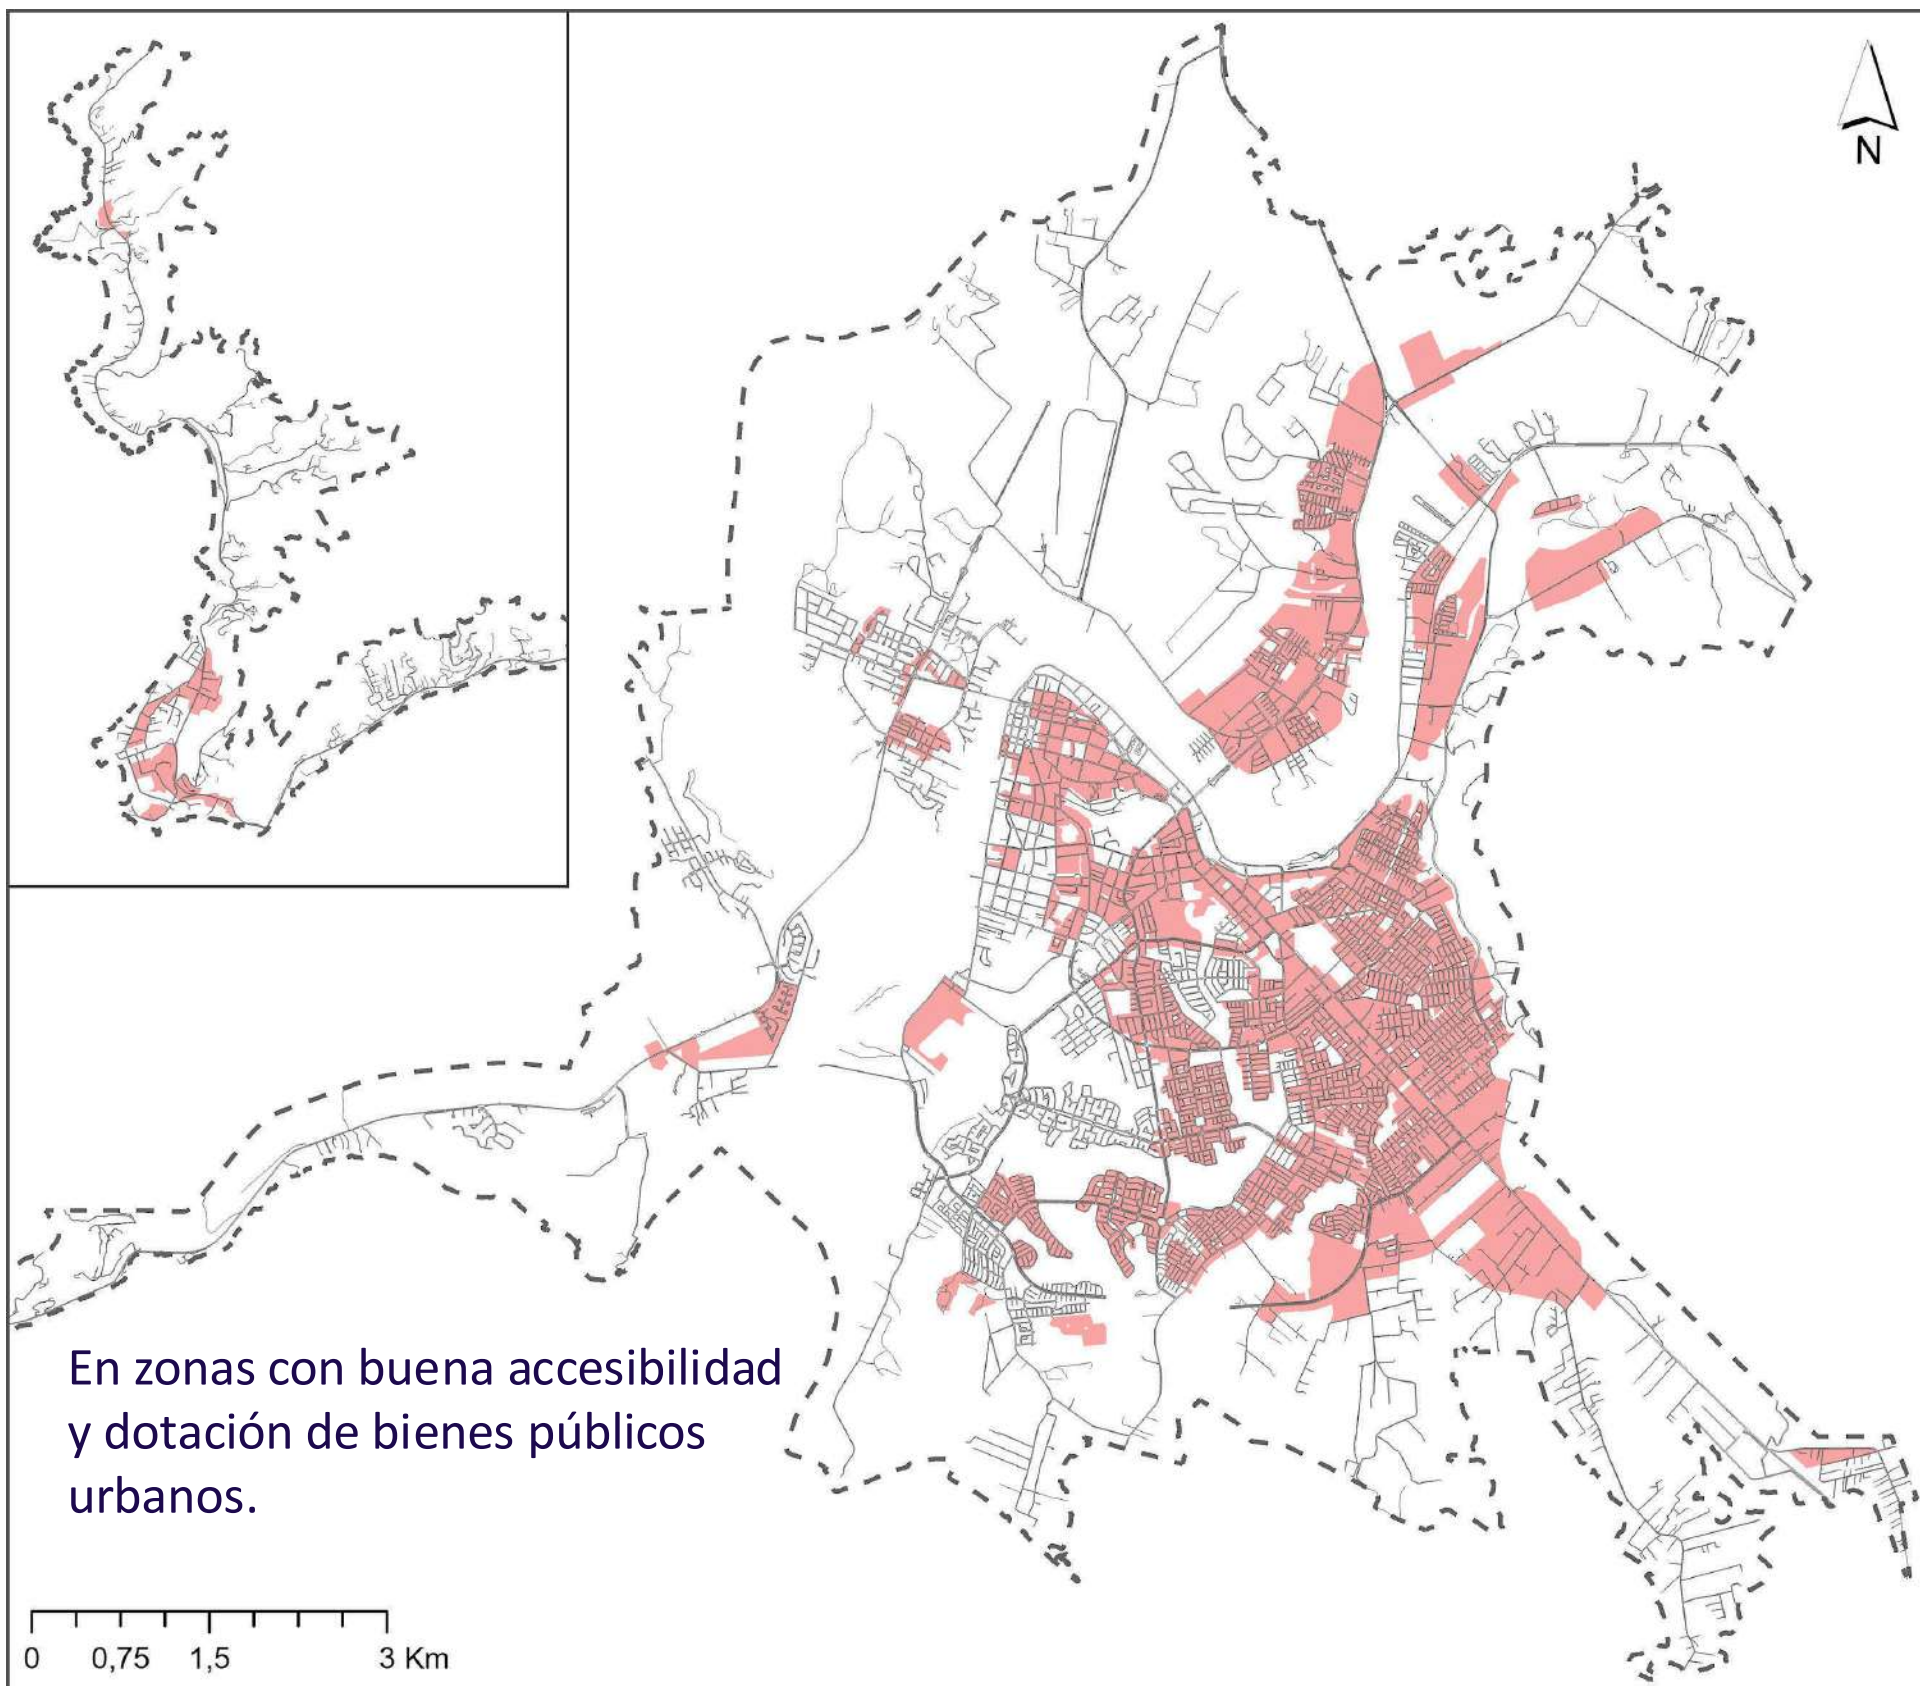 N
En zonas con buena accesibilidad
y dotación de bienes públicos
urbanos.
0 0,75 1,5 3 Km